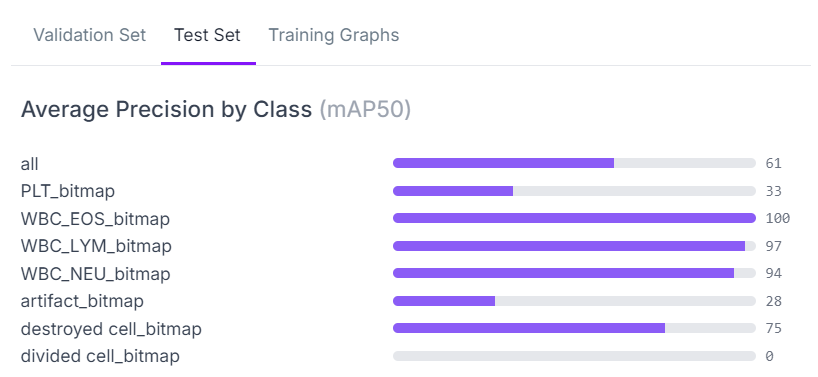 Validation Set Test Set Training Graphs
Average Precision by Class (mAP50)
all 61
PLT_bitmap 33
WBC_EOS_bitmap 100
WBC_LYM_bitmap 97
WBC_NEU_bitmap 94
artifact_bitmap 28
destroyed cell_bitmap 75
divided cell_bitmap 0